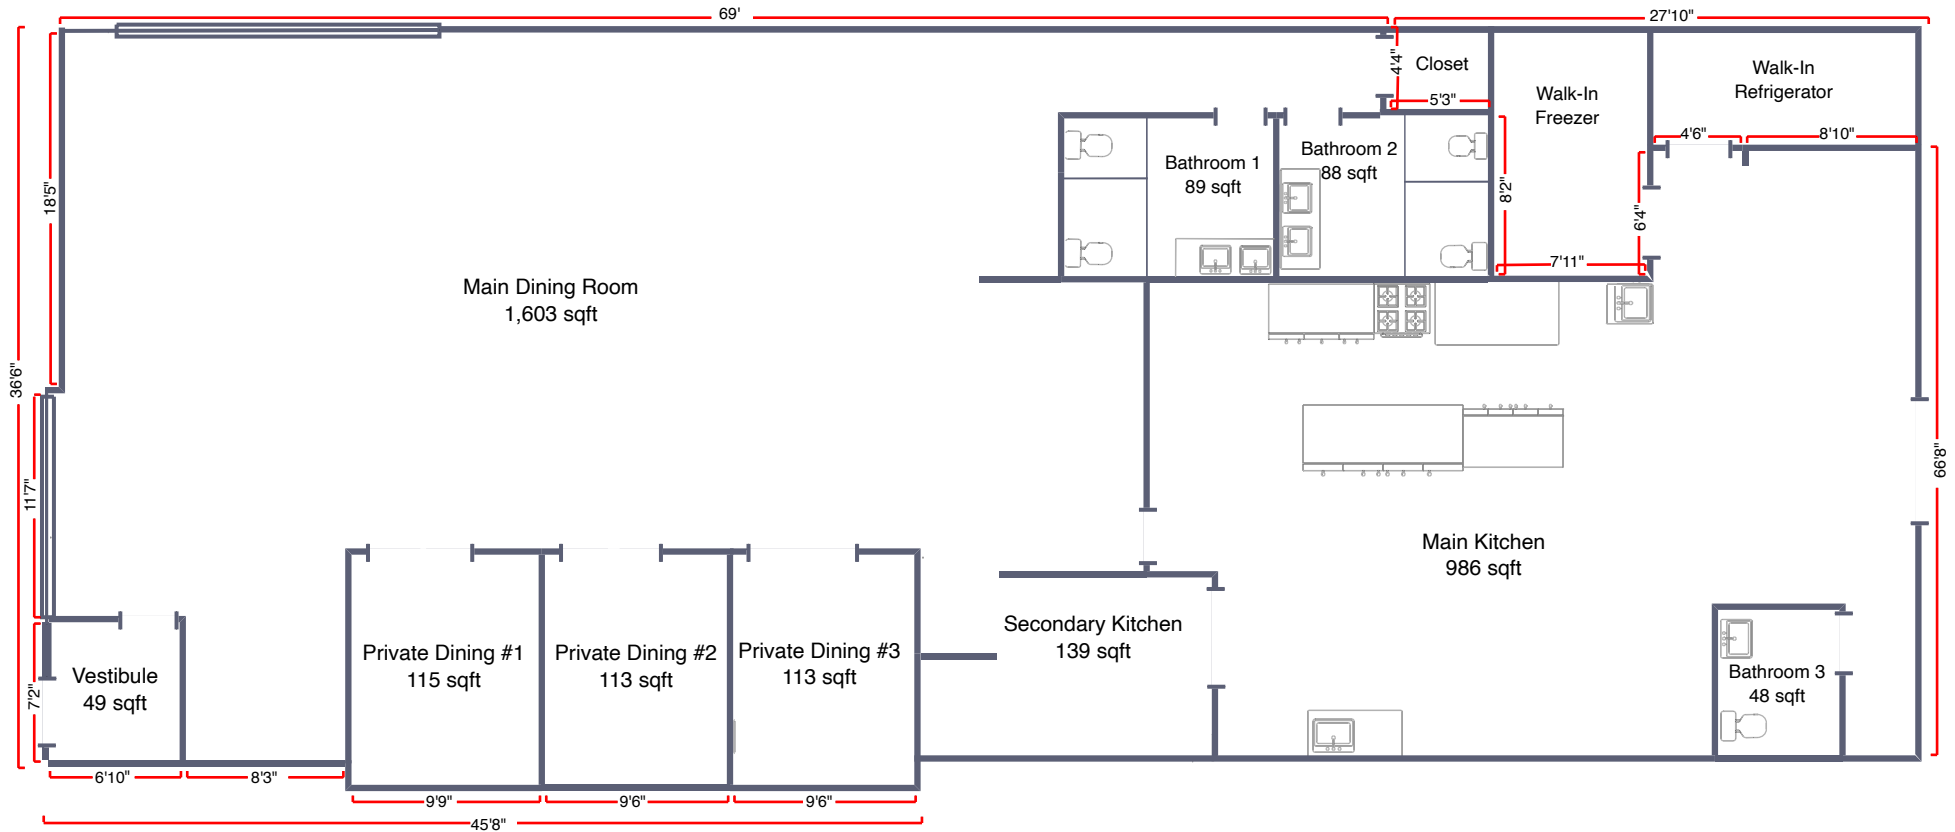 69'
27'10"
4'4"
Closet
5'3"
Walk-In
Freezer
Walk-In
Refrigerator
4'6"
8'10"
18'5"
Bathroom 1
89 sqft
Bathroom 2
88 sqft
8'2"
6'4"
7'11"
Main Dining Room
1,603 sqft
36'6"
11'7"
66'8"
Main Kitchen
986 sqft
Secondary Kitchen
139 sqft
Private Dining #1
115 sqft
Private Dining #2
113 sqft
Private Dining #3
113 sqft
Vestibule
49 sqft
7'2"
Bathroom 3
48 sqft
6'10"
8'3"
9'9"
9'6"
9'6"
45'8"